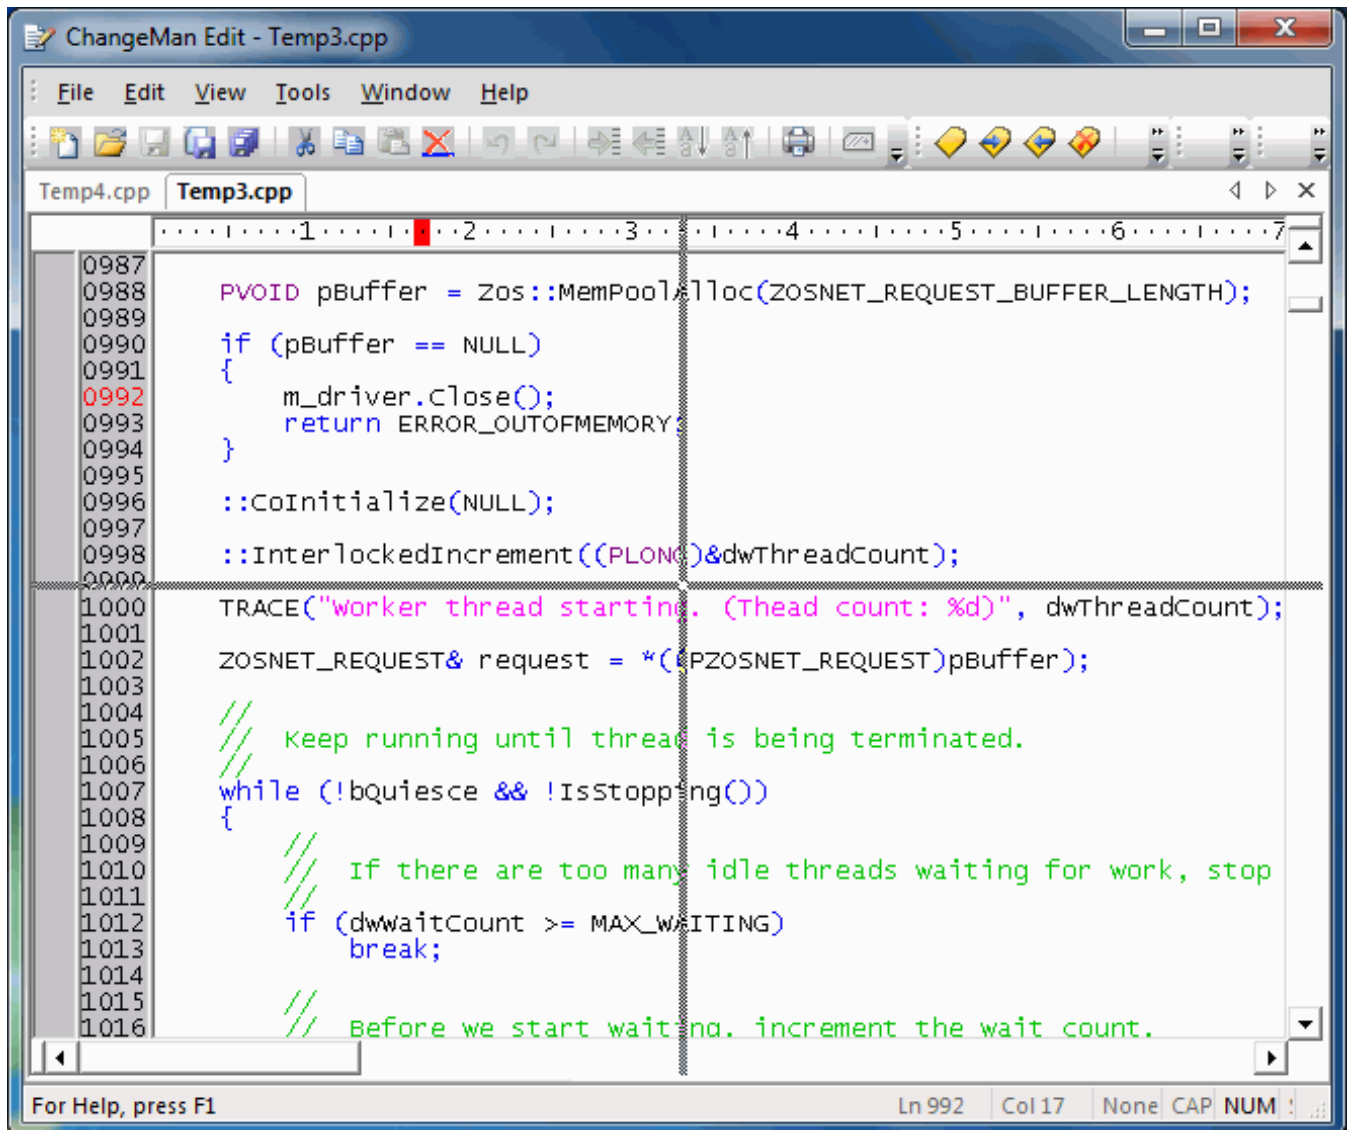 ChangeMan Edit - Temp3.cpp
File Edit View Tools Window Help
Temp4.cpp Temp3.cpp
1 2 3 4 5 6 7
0987
0988 PVOID pBuffer = Zos::MemPoolAlloc(ZOSNET_REQUEST_BUFFER_LENGTH);
0989
0990 if (pBuffer == NULL)
0991 {
0992 m_driver.Close();
0993 return ERROR_OUTOFMEMORY;
0994 }
0995
0996 ::CoInitialize(NULL);
0997
0998 ::InterlockedIncrement((PLONG)&dwThreadCount);
0999
1000 TRACE("Worker thread starting. (Thead count: %d)", dwThreadCount);
1001
1002 ZOSNET_REQUEST& request = *((PZOSNET_REQUEST)pBuffer);
1003
1004 //
1005 // Keep running until thread is being terminated.
1006 //
1007 while (!bQuiesce && !IsStopping())
1008 {
1009 //
1010 // If there are too many idle threads waiting for work, stop
1011 //
1012 if (dwWaitCount >= MAX_WAITING)
1013 break;
1014
1015 //
1016 // Before we start waiting, increment the wait count.
For Help, press F1 Ln 992 Col 17 None CAP NUM